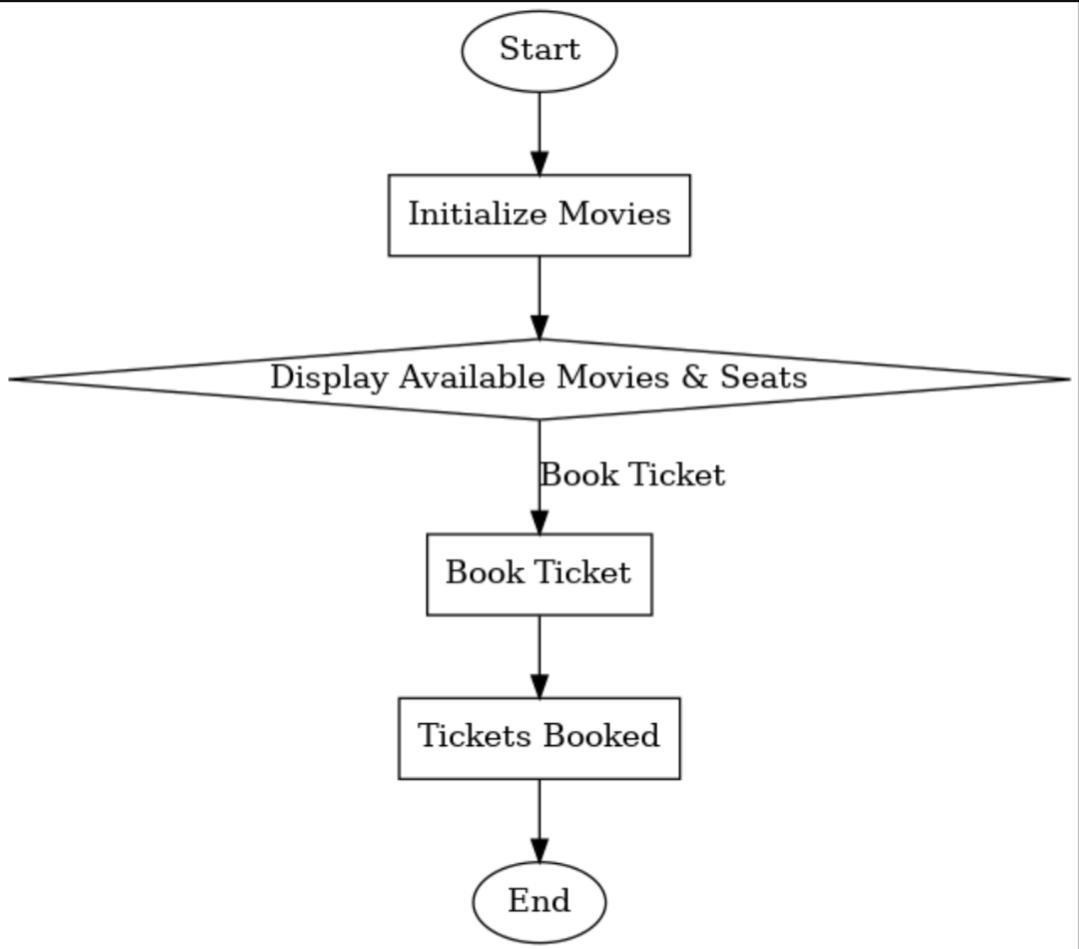 Start
Initialize Movies
Display Available Movies & Seats
Book Ticket
Book Ticket
Tickets Booked
End